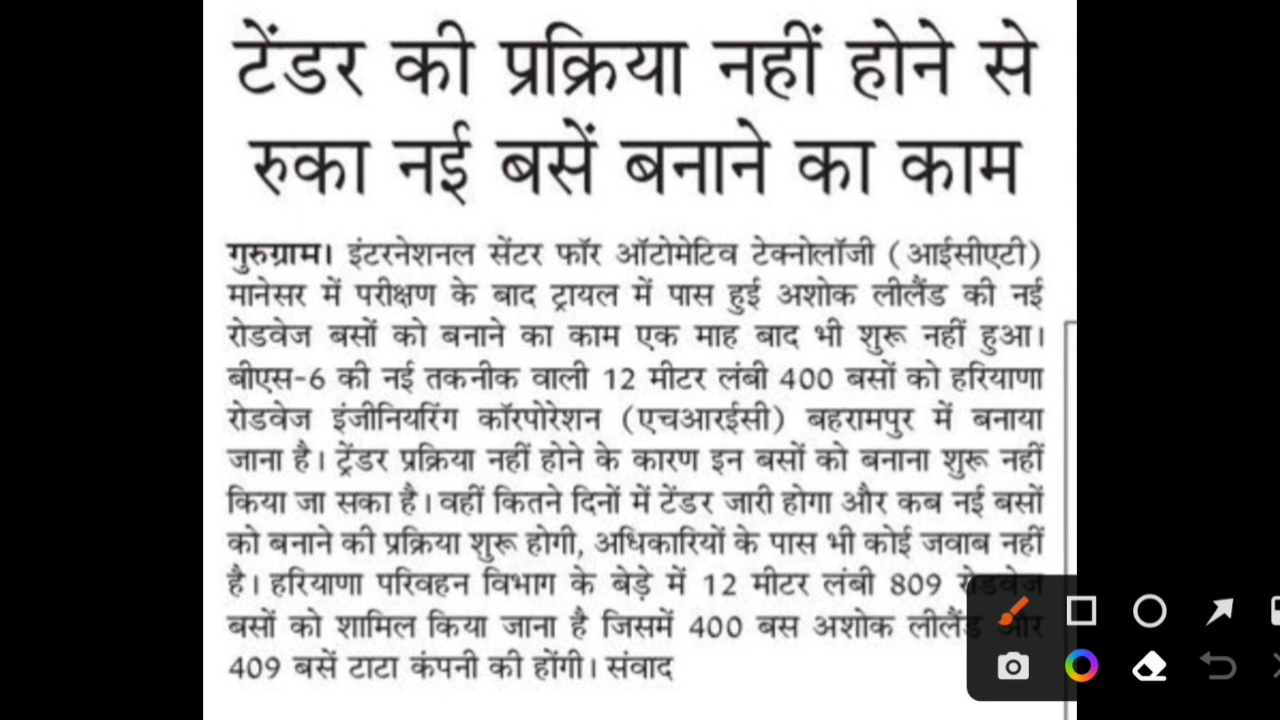 टेंडर की प्रक्रिया नहीं होने से
रुका नई बसें बनाने का काम
गुरुग्राम। इंटरनेशनल सेंटर फॉर ऑटोमेटिव टेक्नोलॉजी (आईसीएटी)
मानेसर में परीक्षण के बाद ट्रायल में पास हुई अशोक लीलैंड की नई
रोडवेज बसों को बनाने का काम एक माह बाद भी शुरू नहीं हुआ।
बीएस-6 की नई तकनीक वाली 12 मीटर लंबी 400 बसों को हरियाणा
रोडवेज इंजीनियरिंग कॉरपोरेशन (एचआरईसी) बहरामपुर में बनाया
जाना है। ट्रेंडर प्रक्रिया नहीं होने के कारण इन बसों को बनाना शुरू नहीं
किया जा सका है। वहीं कितने दिनों में टेंडर जारी होगा और कब नई बसों
को बनाने की प्रक्रिया शुरू होगी, अधिकारियों के पास भी कोई जवाब नहीं
है। हरियाणा परिवहन विभाग के बेड़े में 12 मीटर लंबी 809 रोडवेज
बसों को शामिल किया जाना है जिसमें 400 बस अशोक लीलैंड और
409 बसें टाटा कंपनी की होंगी। संवाद